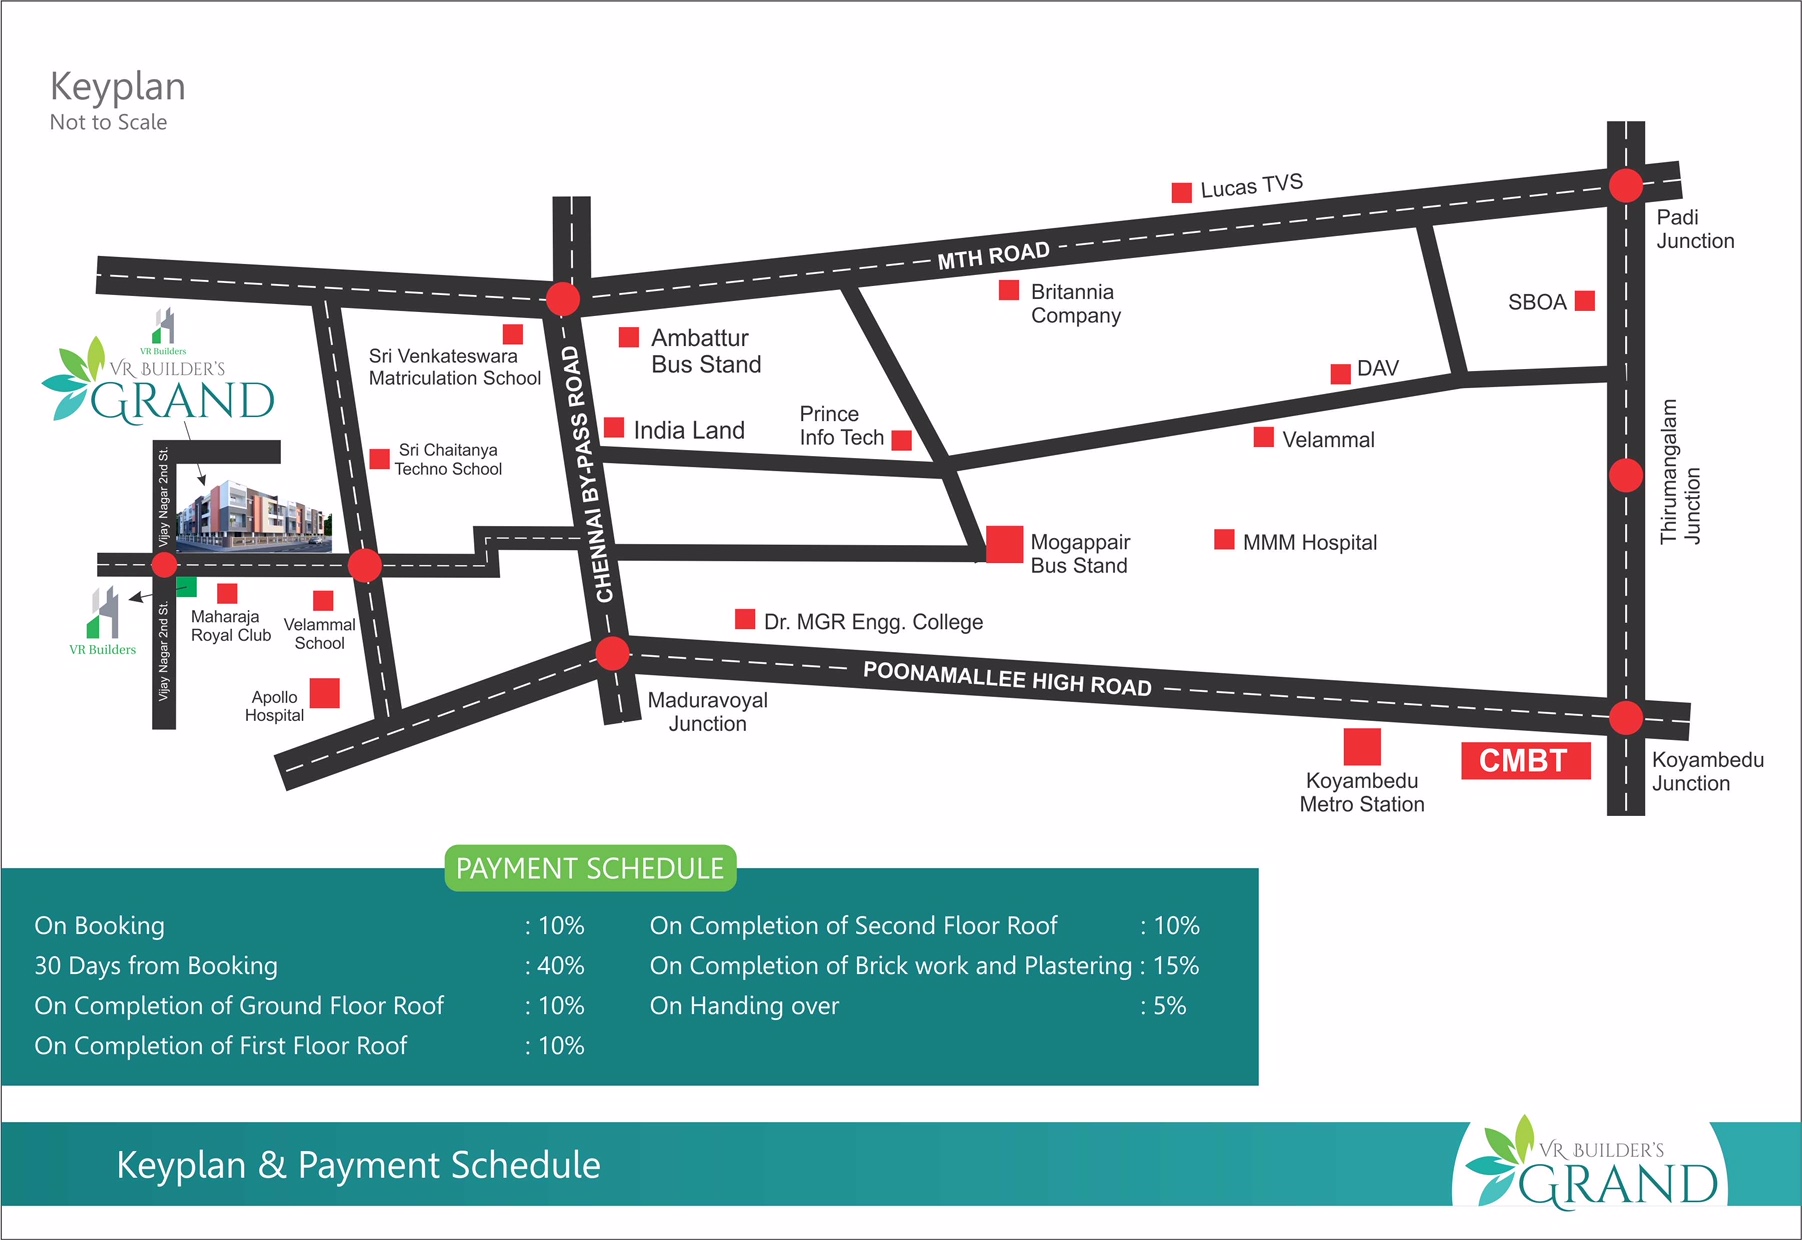 Keyplan
Not to Scale
Lucas TVS
Padi
Junction
MTH ROAD
Britannia
Company
SBOA
VR Builders
VR BUILDER'S
GRAND
Sri Venkateswara
Matriculation School
Ambattur
Bus Stand
CHENNAI BY-PASS ROAD
DAV
Prince
Info Tech
India Land
Velammal
Sri Chaitanya
Techno School
Thirumangalam
Junction
Vijay Nagar 2nd St.
Mogappair
Bus Stand
MMM Hospital
VR Builders
Vijay Nagar 2nd St.
Maharaja
Royal Club
Velammal
School
Dr. MGR Engg. College
Apollo
Hospital
Maduravoyal
Junction
POONAMALLEE HIGH ROAD
Koyambedu
Metro Station
CMBT
Koyambedu
Junction
PAYMENT SCHEDULE
On Booking : 10%
30 Days from Booking : 40%
On Completion of Ground Floor Roof : 10%
On Completion of First Floor Roof : 10%
On Completion of Second Floor Roof : 10%
On Completion of Brick work and Plastering : 15%
On Handing over : 5%
Keyplan & Payment Schedule
VR BUILDER'S
GRAND